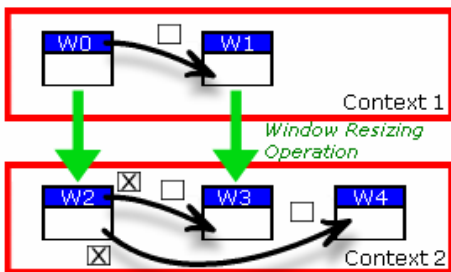 W0 W1
Context 1
Window Resizing
Operation
W2 W3 W4
Context 2